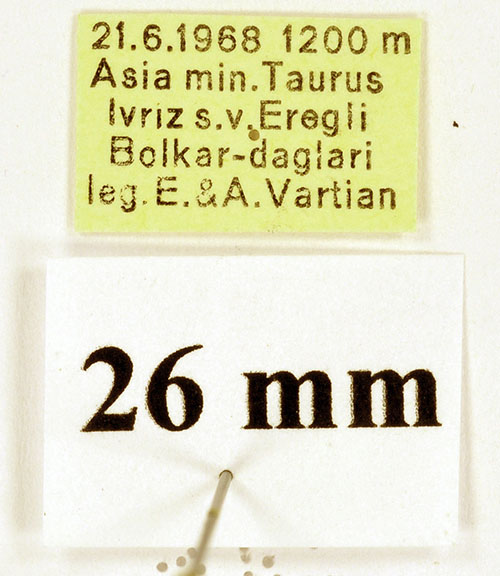 21.6.1968 1200 m
Asia min.Taurus
Ivriz s.v.Eregli
Bolkar-daglari
leg.E.&A.Vartian
26 mm